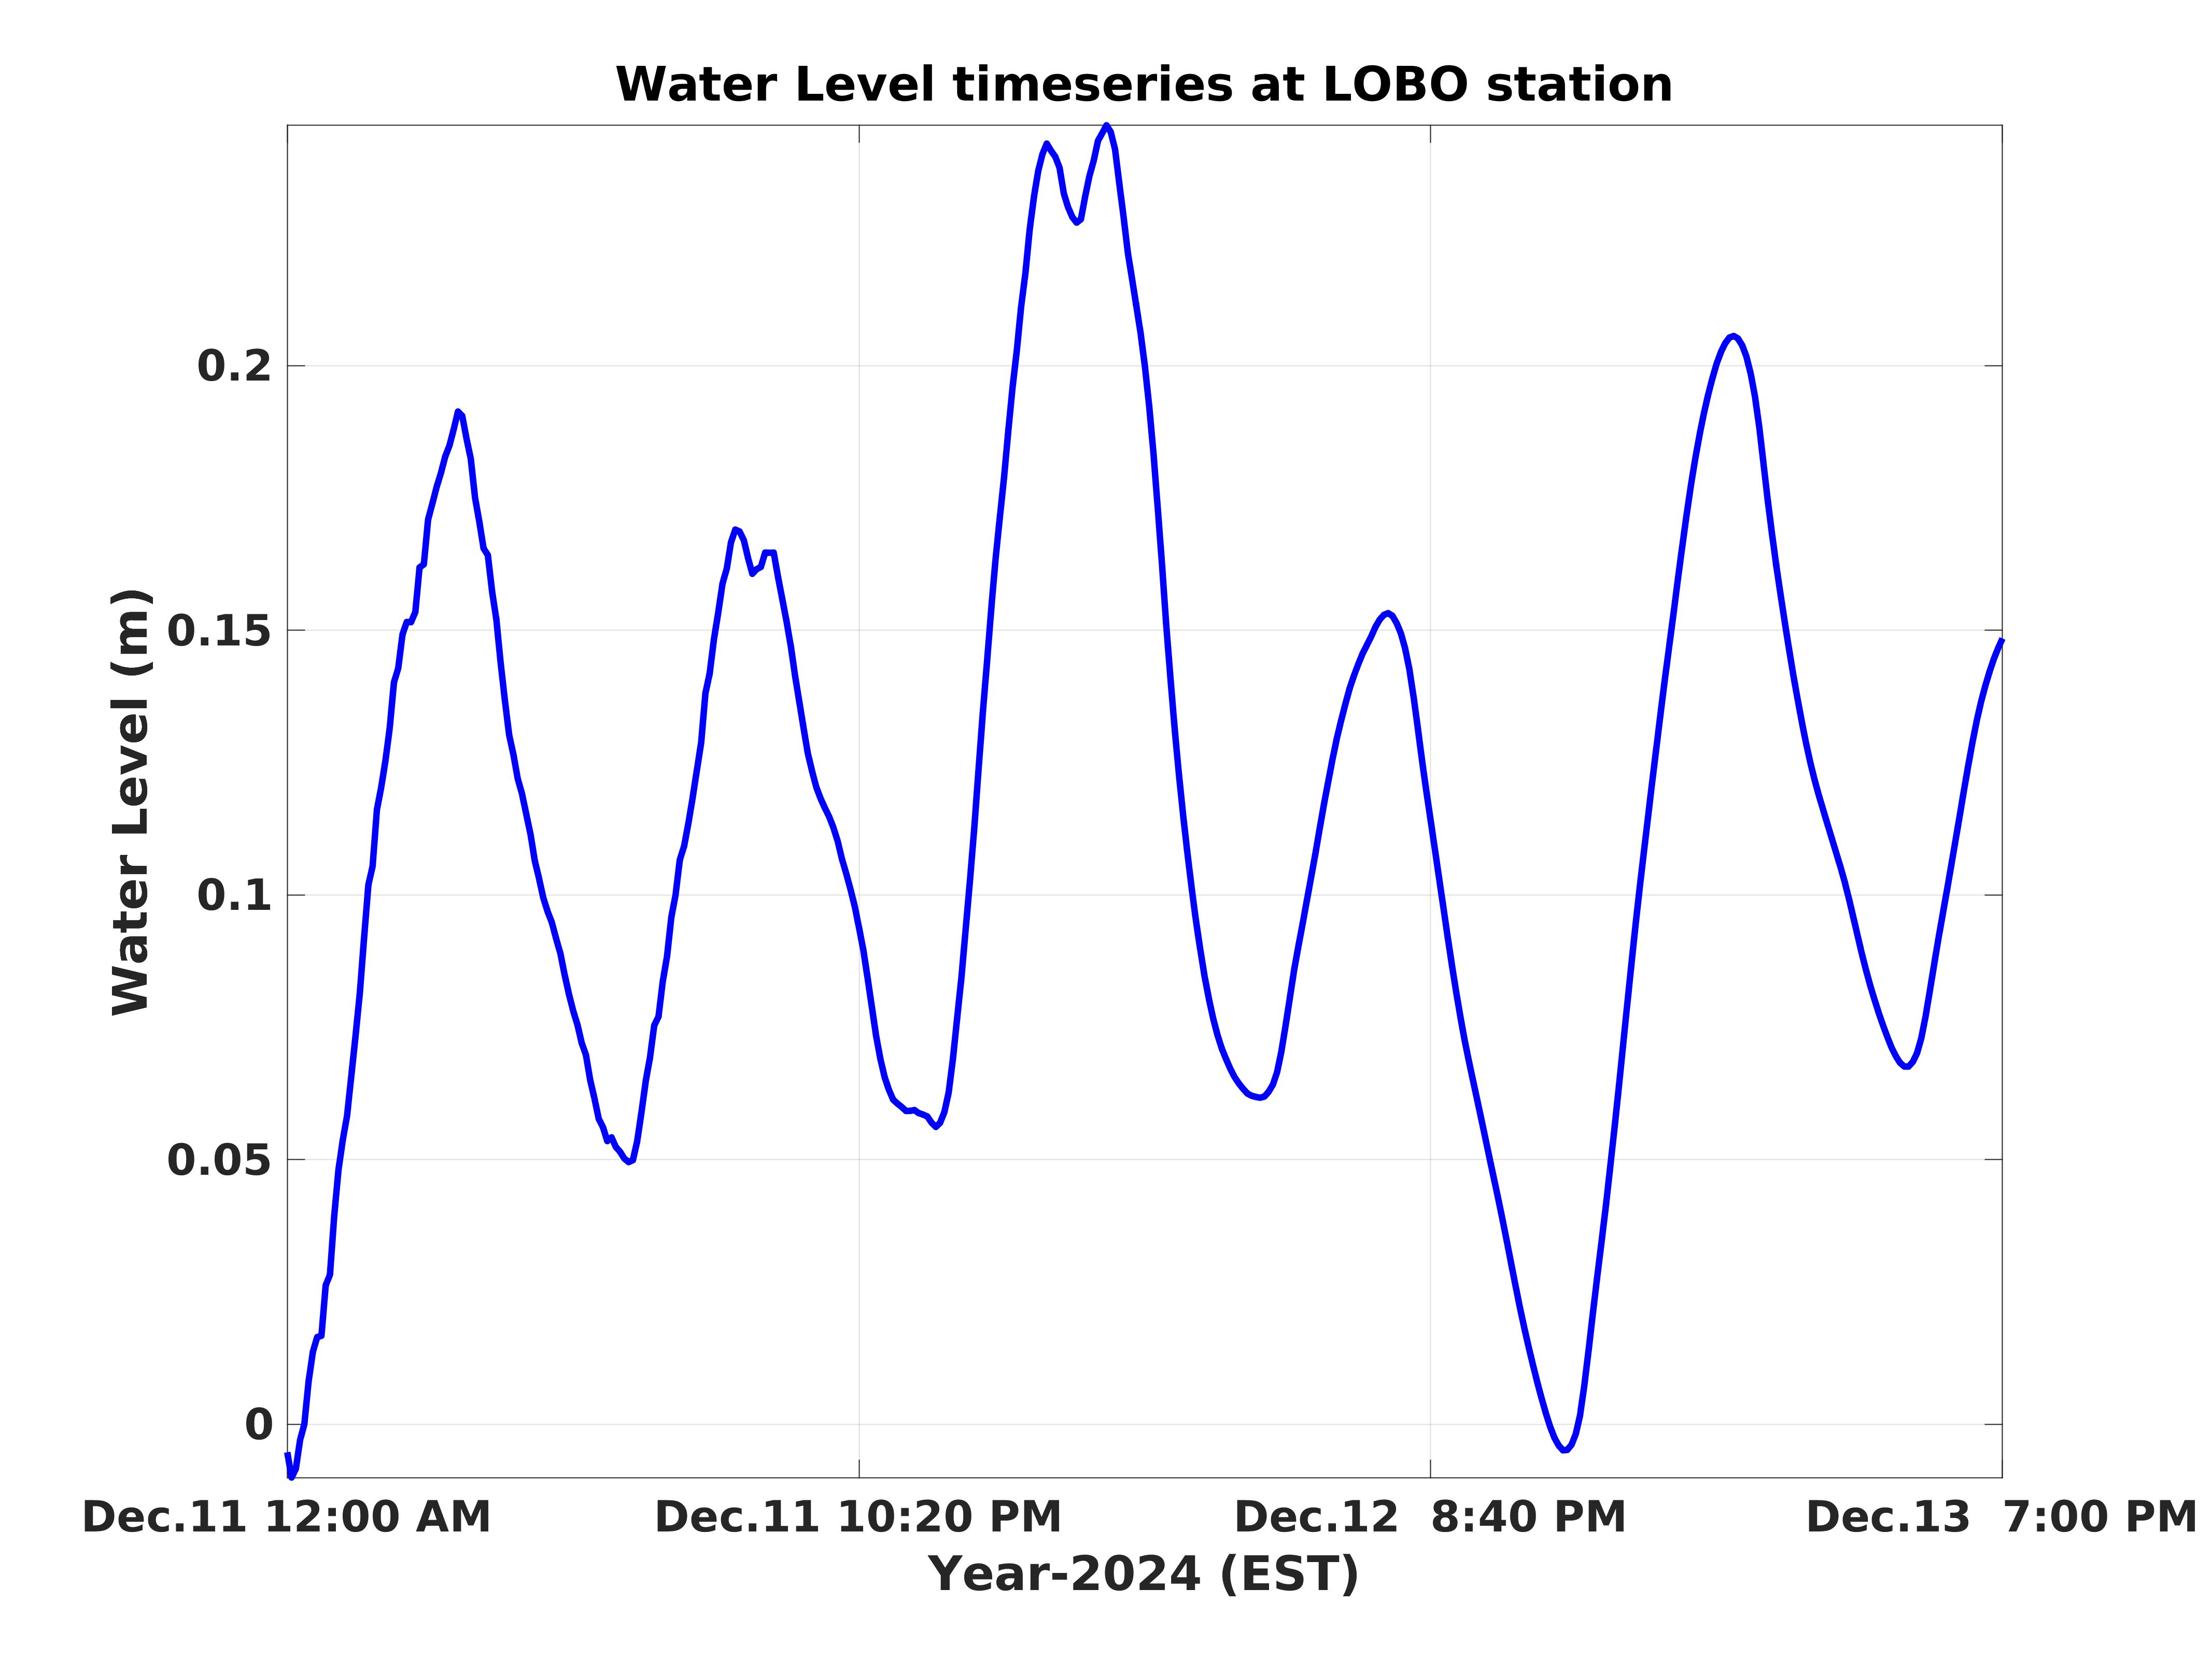 Water Level timeseries at LOBO station
Water Level (m)
0.2
0.15
0.1
0.05
0
Dec.11 12:00 AM Dec.11 10:20 PM Dec.12 8:40 PM Dec.13 7:00 PM
Year-2024 (EST)